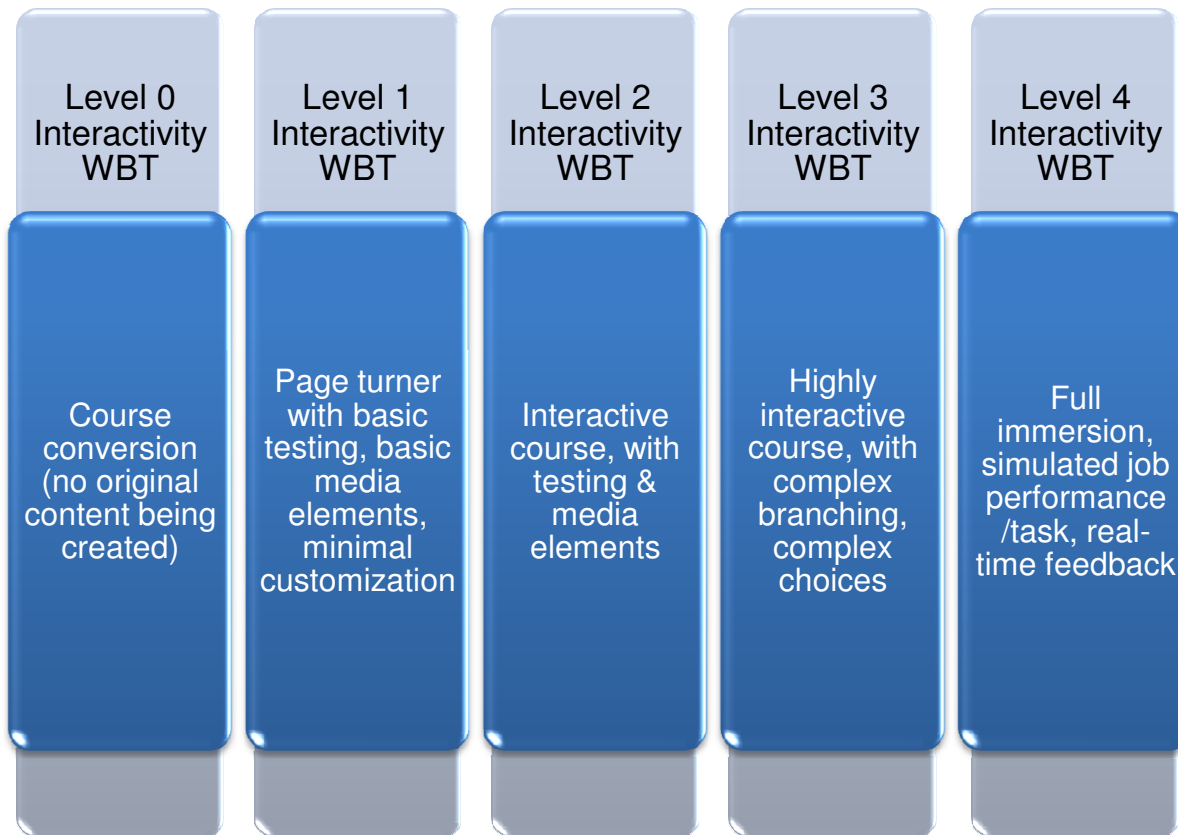 Level 0
Interactivity
WBT
Course
conversion
(no original
content being
created)
Level 1
Interactivity
WBT
Page turner
with basic
testing, basic
media
elements,
minimal
customization
Level 2
Interactivity
WBT
Interactive
course, with
testing &
media
elements
Level 3
Interactivity
WBT
Highly
interactive
course, with
complex
branching,
complex
choices
Level 4
Interactivity
WBT
Full
immersion,
simulated job
performance
/task, real-
time feedback